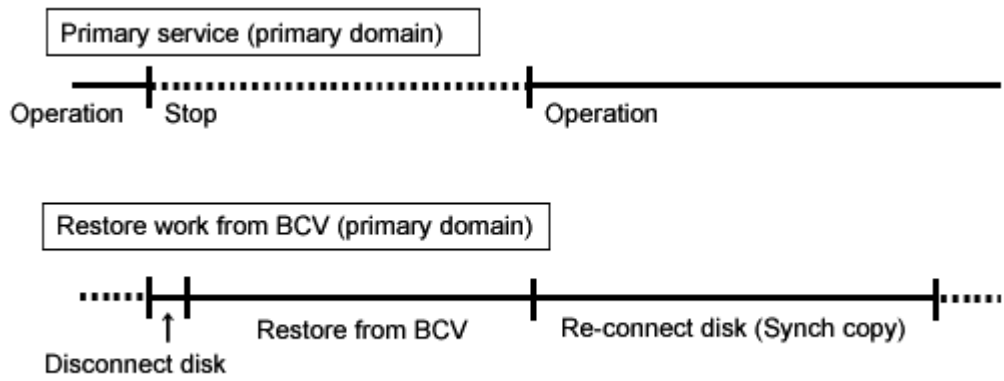 Primary service (primary domain)
Operation Stop Operation
Restore work from BCV (primary domain)
Restore from BCV Re-connect disk (Synch copy)
Disconnect disk